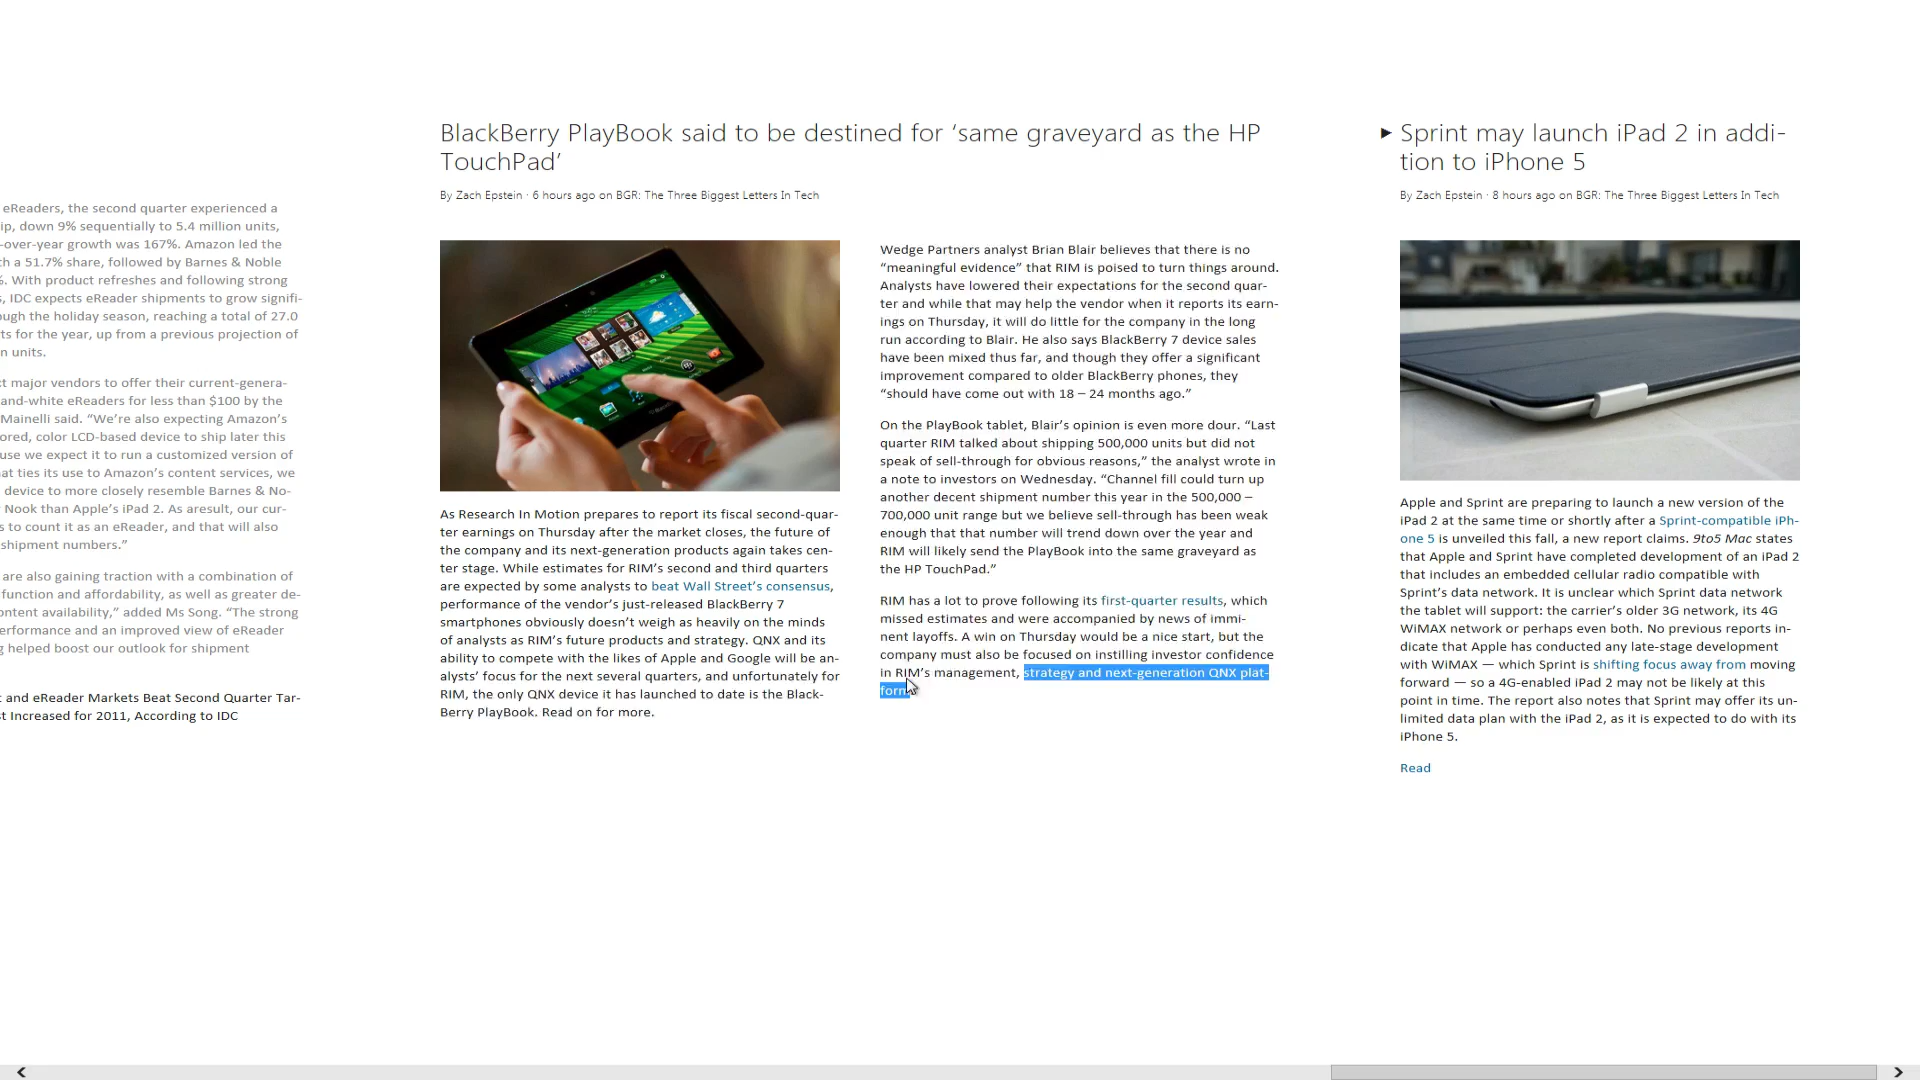 eReaders, the second quarter experienced a
ip, down 9% sequentially to 5.4 million units,
-over-year growth was 167%. Amazon led the
th a 51.7% share, followed by Barnes & Noble
%. With product refreshes and following strong
s, IDC expects eReader shipments to grow signifi-
ough the holiday season, reaching a total of 27.0
ts for the year, up from a previous projection of
n units.
ct major vendors to offer their current-genera-
-and-white eReaders for less than $100 by the
Mainelli said. “We’re also expecting Amazon’s
ored, color LCD-based device to ship later this
use we expect it to run a customized version of
hat ties its use to Amazon’s content services, we
device to more closely resemble Barnes & No-
Nook than Apple’s iPad 2. As aresult, our cur-
s to count it as an eReader, and that will also
shipment numbers.”
are also gaining traction with a combination of
function and affordability, as well as greater de-
ontent availability,” added Ms Song. “The strong
erformance and an improved view of eReader
g helped boost our outlook for shipment
t and eReader Markets Beat Second Quarter Tar-
st Increased for 2011, According to IDC
BlackBerry PlayBook said to be destined for ‘same graveyard as the HP
TouchPad’
By Zach Epstein · 6 hours ago on BGR: The Three Biggest Letters In Tech
As Research In Motion prepares to report its fiscal second-quar-
ter earnings on Thursday after the market closes, the future of
the company and its next-generation products again takes cen-
ter stage. While estimates for RIM’s second and third quarters
are expected by some analysts to beat Wall Street’s consensus,
performance of the vendor’s just-released BlackBerry 7
smartphones obviously doesn’t weigh as heavily on the minds
of analysts as RIM’s future products and strategy. QNX and its
ability to compete with the likes of Apple and Google will be an-
alysts’ focus for the next several quarters, and unfortunately for
RIM, the only QNX device it has launched to date is the Black-
Berry PlayBook. Read on for more.
Wedge Partners analyst Brian Blair believes that there is no
“meaningful evidence” that RIM is poised to turn things around.
Analysts have lowered their expectations for the second quar-
ter and while that may help the vendor when it reports its earn-
ings on Thursday, it will do little for the company in the long
run according to Blair. He also says BlackBerry 7 device sales
have been mixed thus far, and though they offer a significant
improvement compared to older BlackBerry phones, they
“should have come out with 18 – 24 months ago.”
On the PlayBook tablet, Blair’s opinion is even more dour. “Last
quarter RIM talked about shipping 500,000 units but did not
speak of sell-through for obvious reasons,” the analyst wrote in
a note to investors on Wednesday. “Channel fill could turn up
another decent shipment number this year in the 500,000 –
700,000 unit range but we believe sell-through has been weak
enough that that number will trend down over the year and
RIM will likely send the PlayBook into the same graveyard as
the HP TouchPad.”
RIM has a lot to prove following its first-quarter results, which
missed estimates and were accompanied by news of immi-
nent layoffs. A win on Thursday would be a nice start, but the
company must also be focused on instilling investor confidence
in RIM’s management, strategy and next-generation QNX plat-
form
Sprint may launch iPad 2 in addi-
tion to iPhone 5
By Zach Epstein · 8 hours ago on BGR: The Three Biggest Letters In Tech
Apple and Sprint are preparing to launch a new version of the
iPad 2 at the same time or shortly after a Sprint-compatible iPh-
one 5 is unveiled this fall, a new report claims. 9to5 Mac states
that Apple and Sprint have completed development of an iPad 2
that includes an embedded cellular radio compatible with
Sprint’s data network. It is unclear which Sprint data network
the tablet will support: the carrier’s older 3G network, its 4G
WiMAX network or perhaps even both. No previous reports in-
dicate that Apple has conducted any late-stage development
with WiMAX — which Sprint is shifting focus away from moving
forward — so a 4G-enabled iPad 2 may not be likely at this
point in time. The report also notes that Sprint may offer its un-
limited data plan with the iPad 2, as it is expected to do with its
iPhone 5.
Read